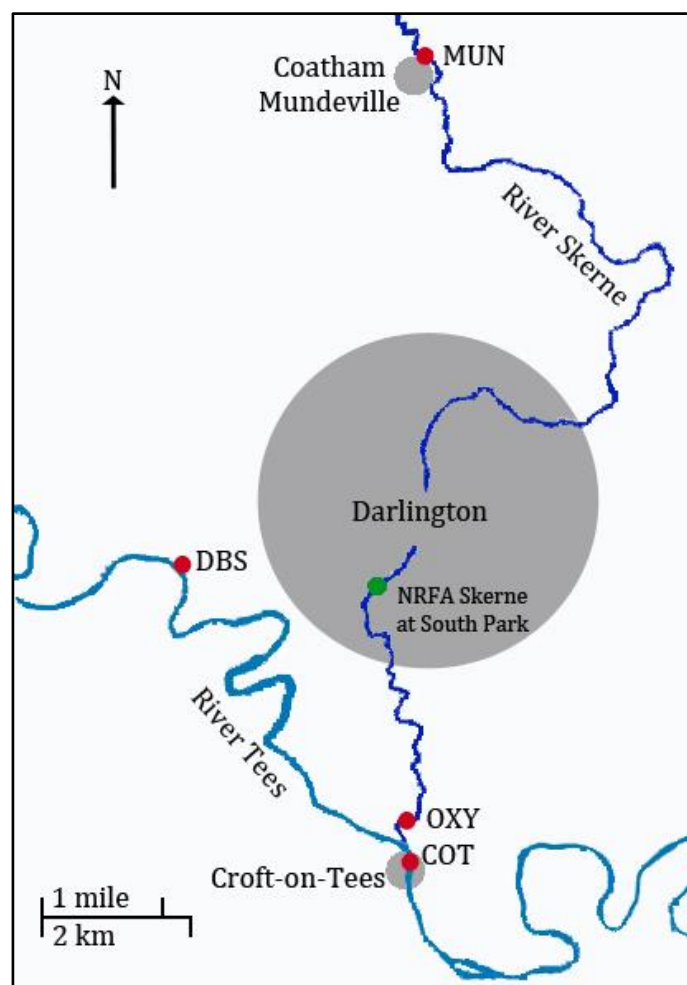 MUN
Coatham
Mundeville
N
River Skerne
Darlington
DBS
NRFA Skerne
at South Park
River Tees
OXY
COT
Croft-on-Tees
1 mile
2 km